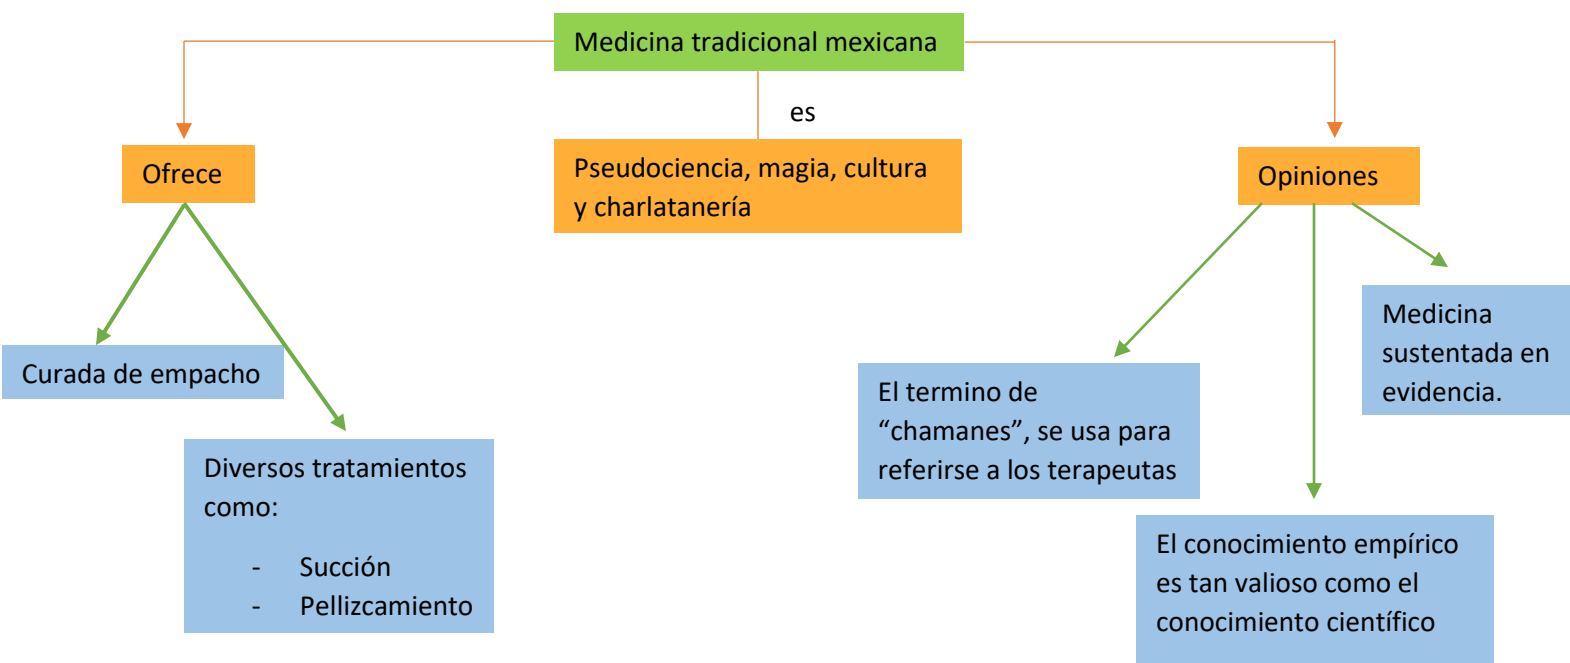 Medicina tradicional mexicana
es
Ofrece
Pseudociencia, magia, cultura
y charlatanería
Opiniones
Curada de empacho
Diversos tratamientos
como:
- Succión
- Pellizcamiento
El termino de
“chamanes”, se usa para
referirse a los terapeutas
El conocimiento empírico
es tan valioso como el
conocimiento científico
Medicina
sustentada en
evidencia.